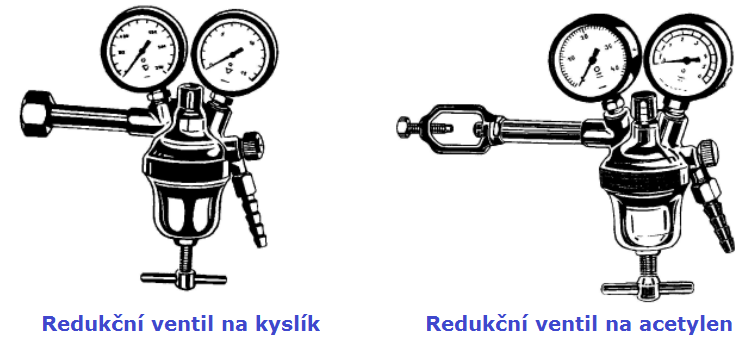 Redukční ventil na kyslík
Redukční ventil na acetylen